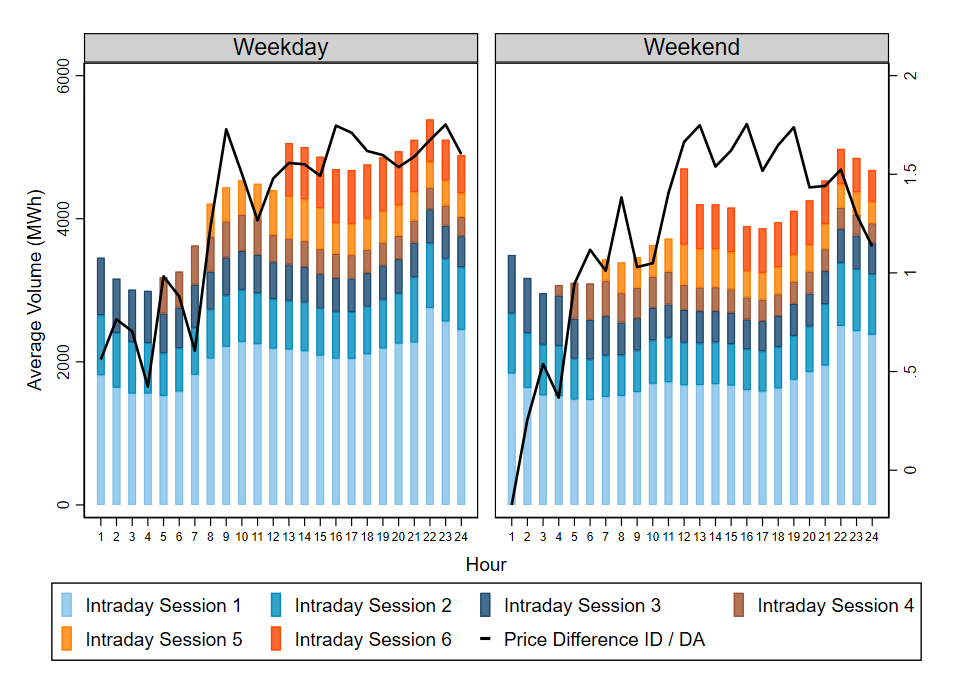 Weekday Weekend
6000
4000
2000
0
Average Volume (MWh)
2
1.5
1
.5
0
1 2 3 4 5 6 7 8 9 10 11 12 13 14 15 16 17 18 19 20 21 22 23 24
1 2 3 4 5 6 7 8 9 10 11 12 13 14 15 16 17 18 19 20 21 22 23 24
Hour
Intraday Session 1 Intraday Session 2 Intraday Session 3 Intraday Session 4
Intraday Session 5 Intraday Session 6 Price Difference ID / DA